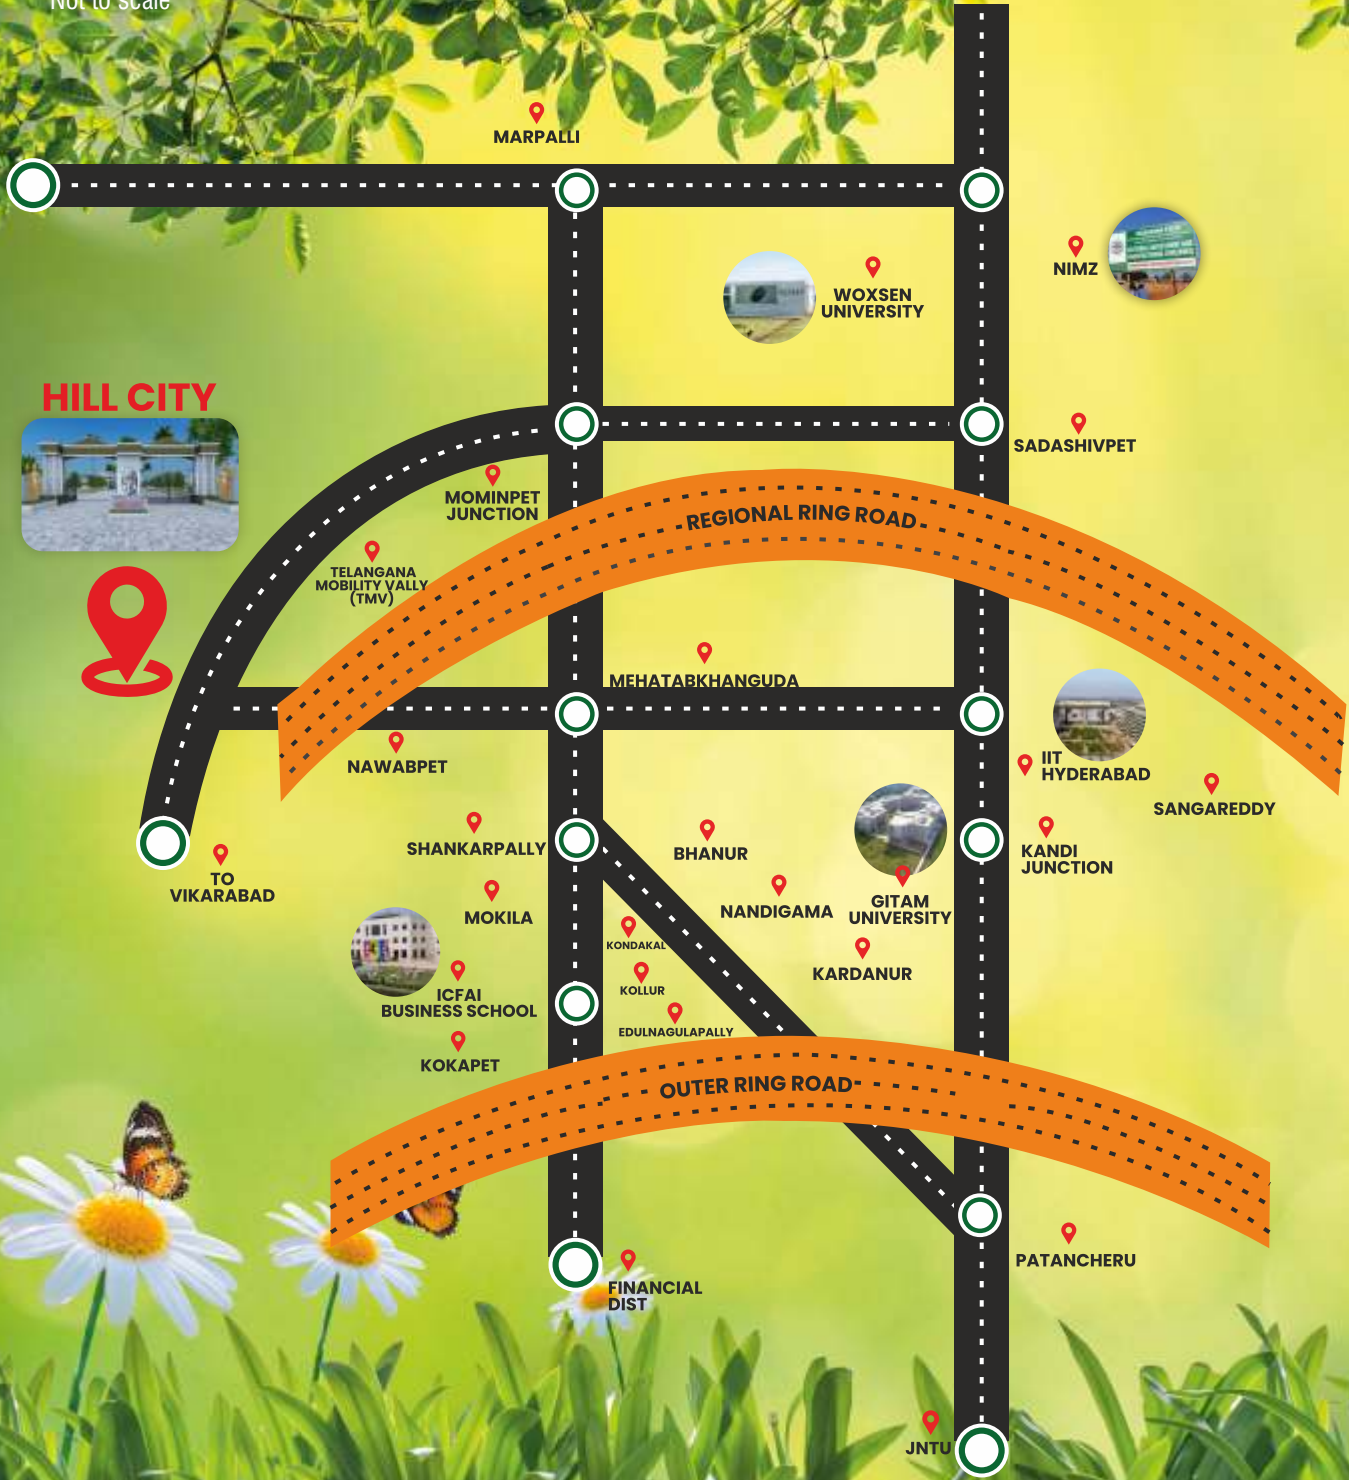 Not to scale
MARPALLI
NIMZ
WOXSEN
UNIVERSITY
HILL CITY
SADASHIVPET
MOMINPET
JUNCTION
REGIONAL RING ROAD
TELANGANA
MOBILITY VALLY
(TMV)
MEHATABKHANGUDA
NAWABPET
IIT
HYDERABAD
SANGAREDDY
SHANKARPALLY
BHANUR
KANDI
JUNCTION
TO
VIKARABAD
MOKILA
NANDIGAMA
GITAM
UNIVERSITY
KONDAKAL
KARDANUR
KOLLUR
ICFAI
BUSINESS SCHOOL
EDULNAGULAPALLY
KOKAPET
OUTER RING ROAD
PATANCHERU
FINANCIAL
DIST
JNTU